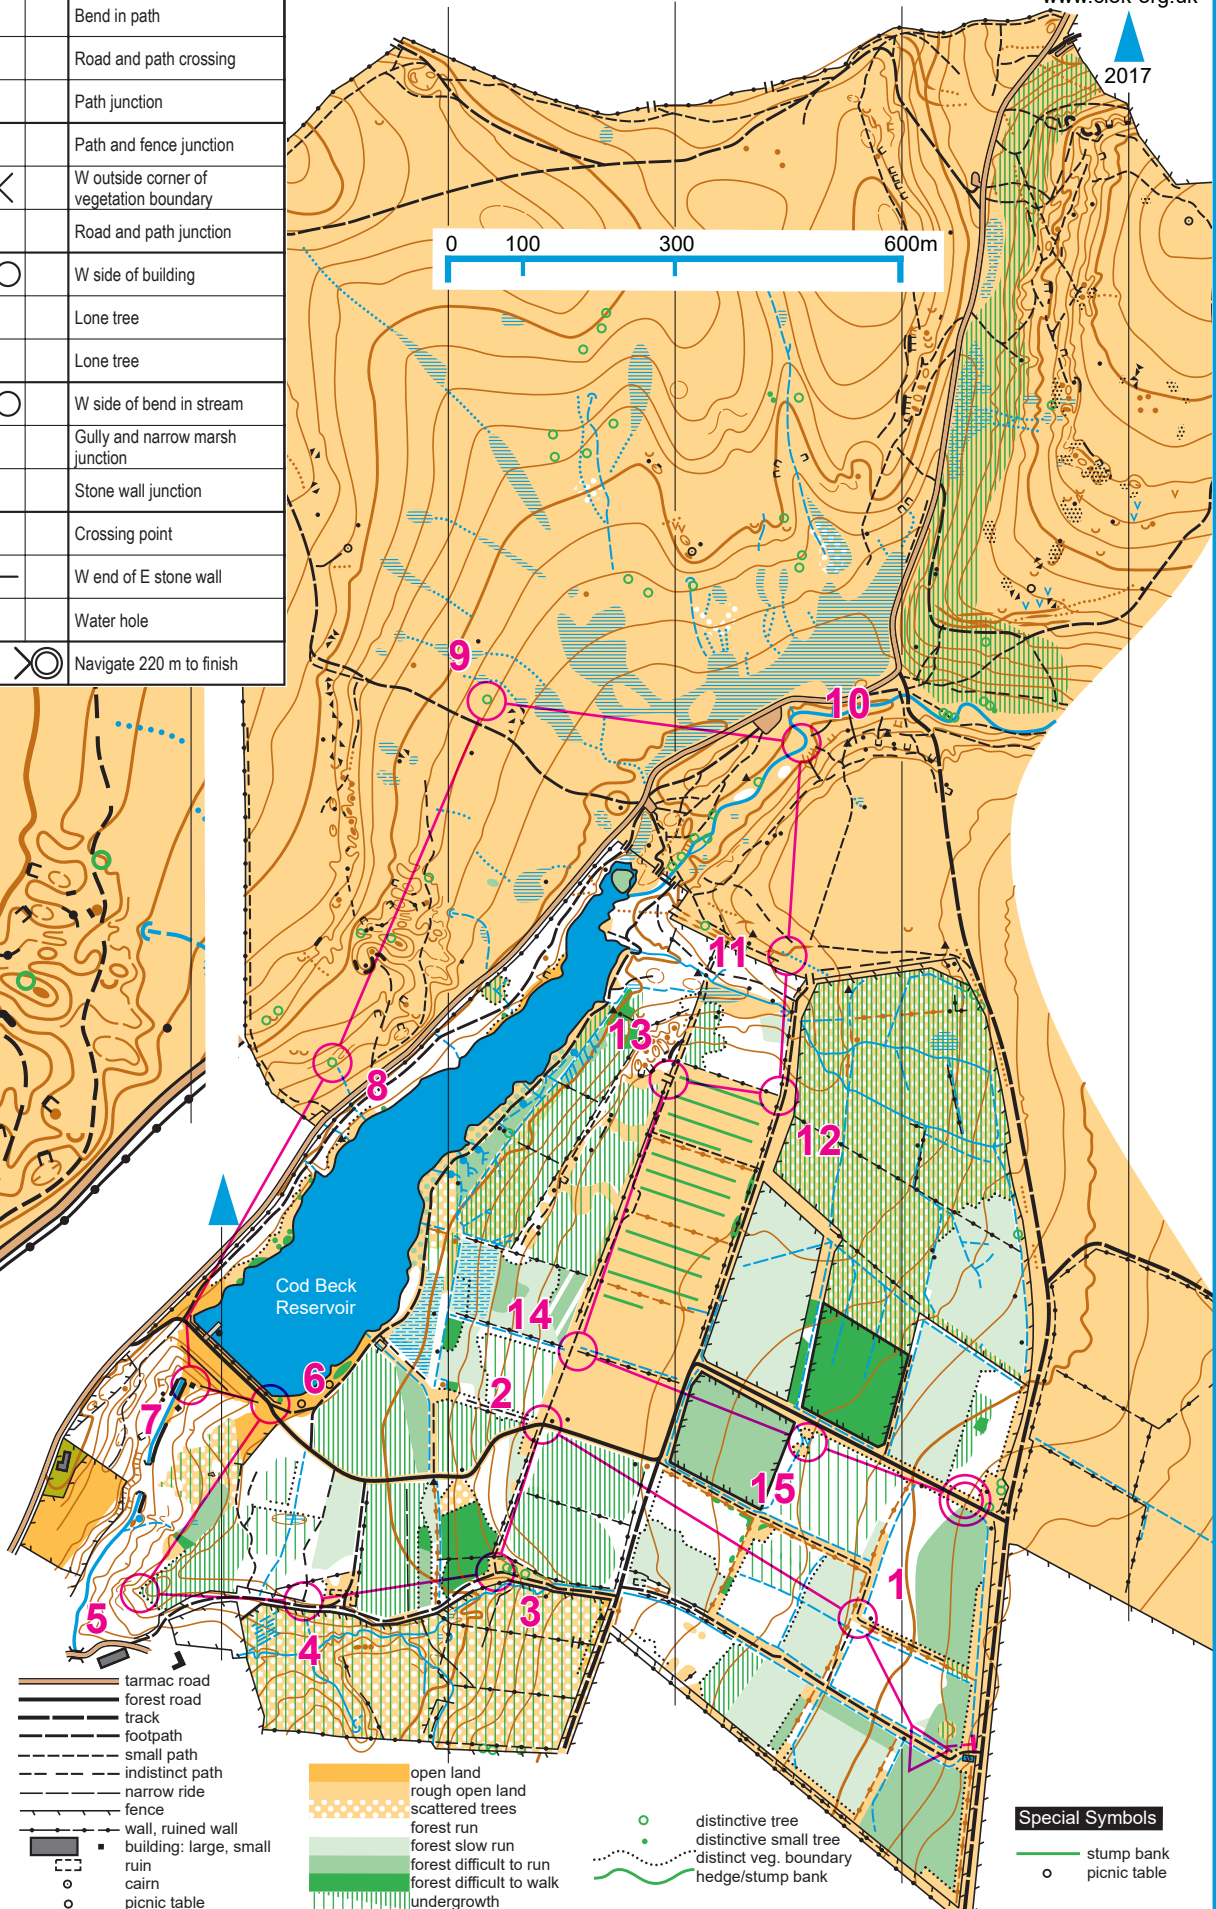 Bend in path
Road and path crossing
Path junction
Path and fence junction
W outside corner of
vegetation boundary
Road and path junction
W side of building
Lone tree
Lone tree
W side of bend in stream
Gully and narrow marsh
junction
Stone wall junction
Crossing point
W end of E stone wall
Water hole
Navigate 220 m to finish
2017
0 100 300 600m
9
10
11
13
8
12
Cod Beck
Reservoir
14
6
2
7
15
1
5
3
4
tarmac road
forest road
track
footpath
small path
indistinct path
narrow ride
fence
wall, ruined wall
building: large, small
ruin
cairn
picnic table
open land
rough open land
scattered trees
forest run
forest slow run
forest difficult to run
forest difficult to walk
undergrowth
distinctive tree
distinctive small tree
distinct veg. boundary
hedge/stump bank
Special Symbols
stump bank
picnic table